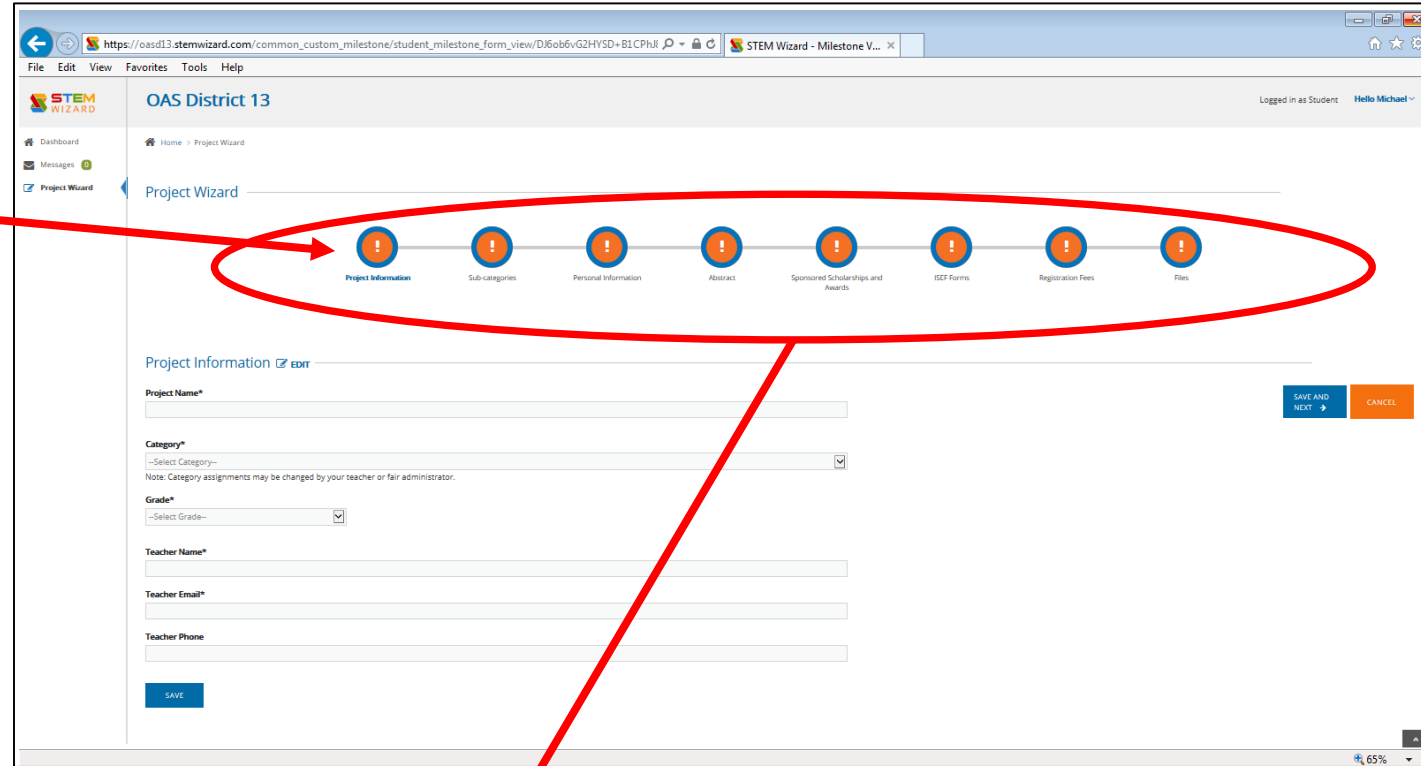 https://oasd13.stemwizard.com/common_custom_milestone/student_milestone_form_view/DJ6ob6vG2HYSD+B1CPhJ
STEM Wizard - Milestone V...
File Edit View Favorites Tools Help
STEM WIZARD
OAS District 13
Logged in as Student Hello Michael
Dashboard
Home > Project Wizard
Messages 0
Project Wizard
Project Wizard
! ! ! ! ! ! ! !
Project Information Sub-categories Personal Information Abstract Sponsored Scholarships and ISEF Forms Registration Fees Files
Awards
Project Information EDIT
Project Name*
SAVE AND
NEXT → CANCEL
Category*
--Select Category--
Note: Category assignments may be changed by your teacher or fair administrator.
Grade*
--Select Grade--
Teacher Name*
Teacher Email*
Teacher Phone
SAVE
65%